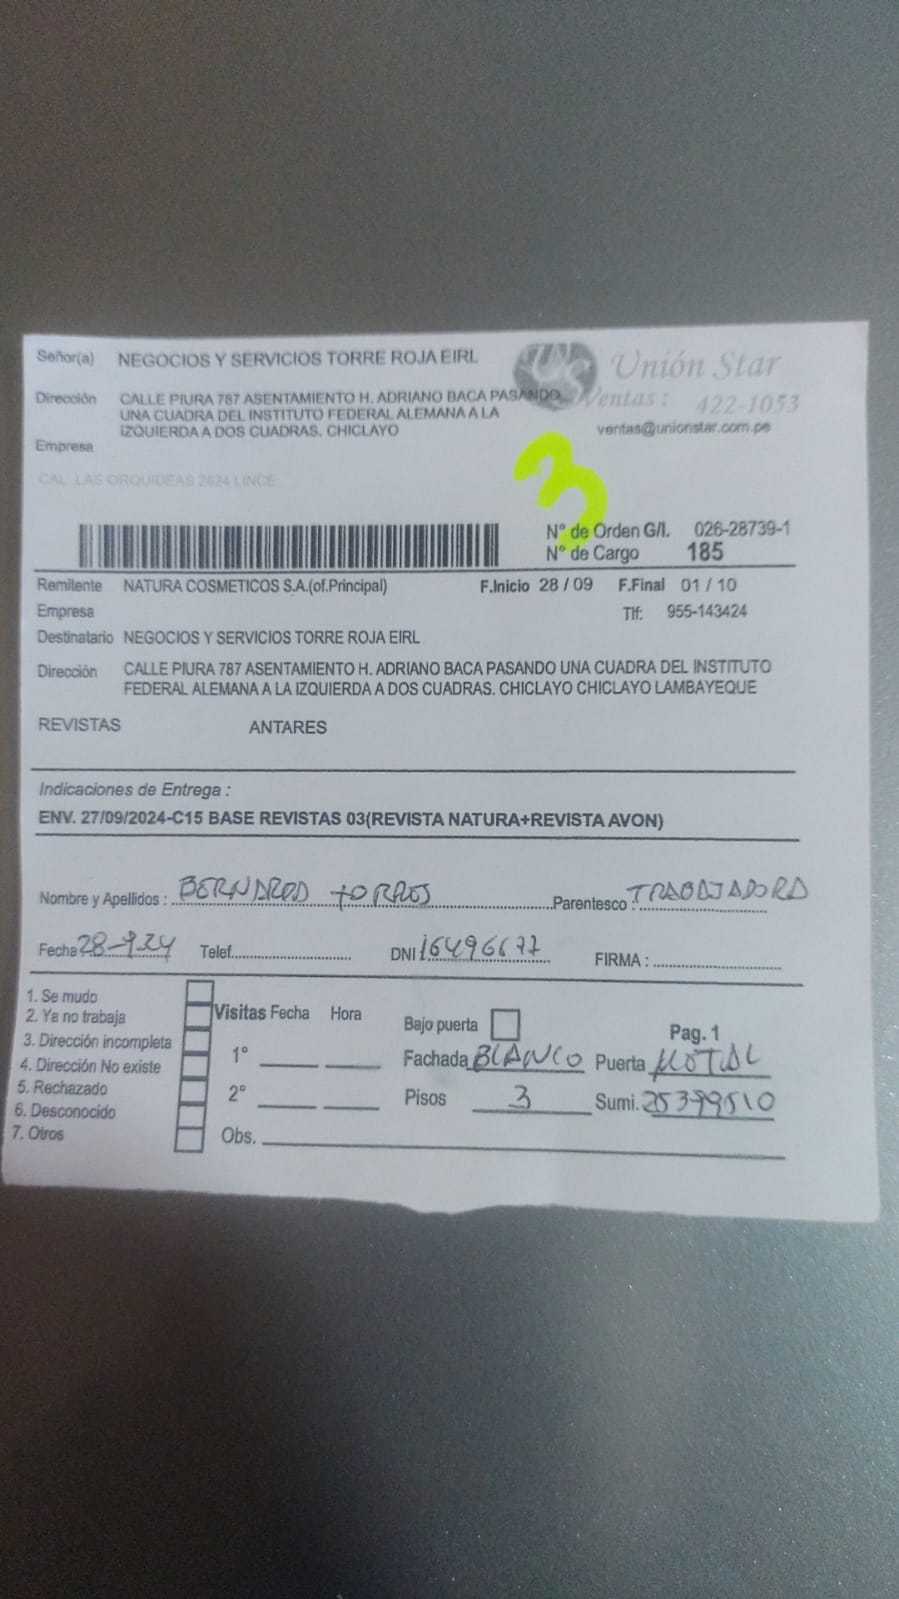 Señor(a) NEGOCIOS Y SERVICIOS TORRE ROJA EIRL
US Unión Star
Dirección CALLE PIURA 787 ASENTAMIENTO H. ADRIANO BACA PASANDO
UNA CUADRA DEL INSTITUTO FEDERAL ALEMANA A LA
IZQUIERDA A DOS CUADRAS. CHICLAYO
Ventas : 422-1053
ventas@unionstar.com.pe
Empresa
CAL. LAS ORQUIDEAS 2624 LINCE
3
N° de Orden G/I. 026-28739-1
N° de Cargo 185
Remitente NATURA COSMETICOS S.A.(of.Principal) F.Inicio 28 / 09 F.Final 01 / 10
Empresa Tlf: 955-143424
Destinatario NEGOCIOS Y SERVICIOS TORRE ROJA EIRL
Dirección CALLE PIURA 787 ASENTAMIENTO H. ADRIANO BACA PASANDO UNA CUADRA DEL INSTITUTO
FEDERAL ALEMANA A LA IZQUIERDA A DOS CUADRAS. CHICLAYO CHICLAYO LAMBAYEQUE
REVISTAS ANTARES
Indicaciones de Entrega :
ENV. 27/09/2024-C15 BASE REVISTAS 03(REVISTA NATURA+REVISTA AVON)
Nombre y Apellidos : TORRES Parentesco : TRABAJADORA
Fecha 28-9-24 Telef. DNI 16496677 FIRMA :
1. Se mudo
2. Ya no trabaja
3. Dirección incompleta
4. Dirección No existe
5. Rechazado
6. Desconocido
7. Otros
Visitas Fecha Hora
1°
2°
Obs.
Bajo puerta Pag. 1
Fachada BLANCO Puerta
Pisos 3 Sumi. 25399510